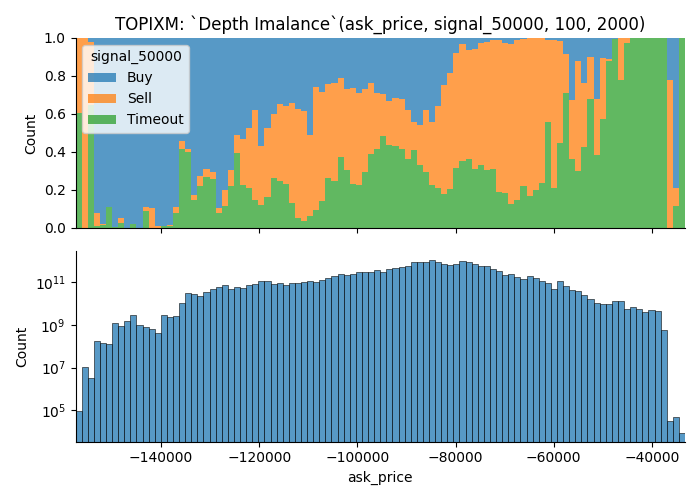 TOPIXM: `Depth Imalance`(ask_price, signal_50000, 100, 2000)
1.0
0.8
0.6
0.4
0.2
0.0
Count
signal_50000
Buy
Sell
Timeout
10¹¹
10⁹
10⁷
10⁵
Count
−140000 −120000 −100000 −80000 −60000 −40000
ask_price